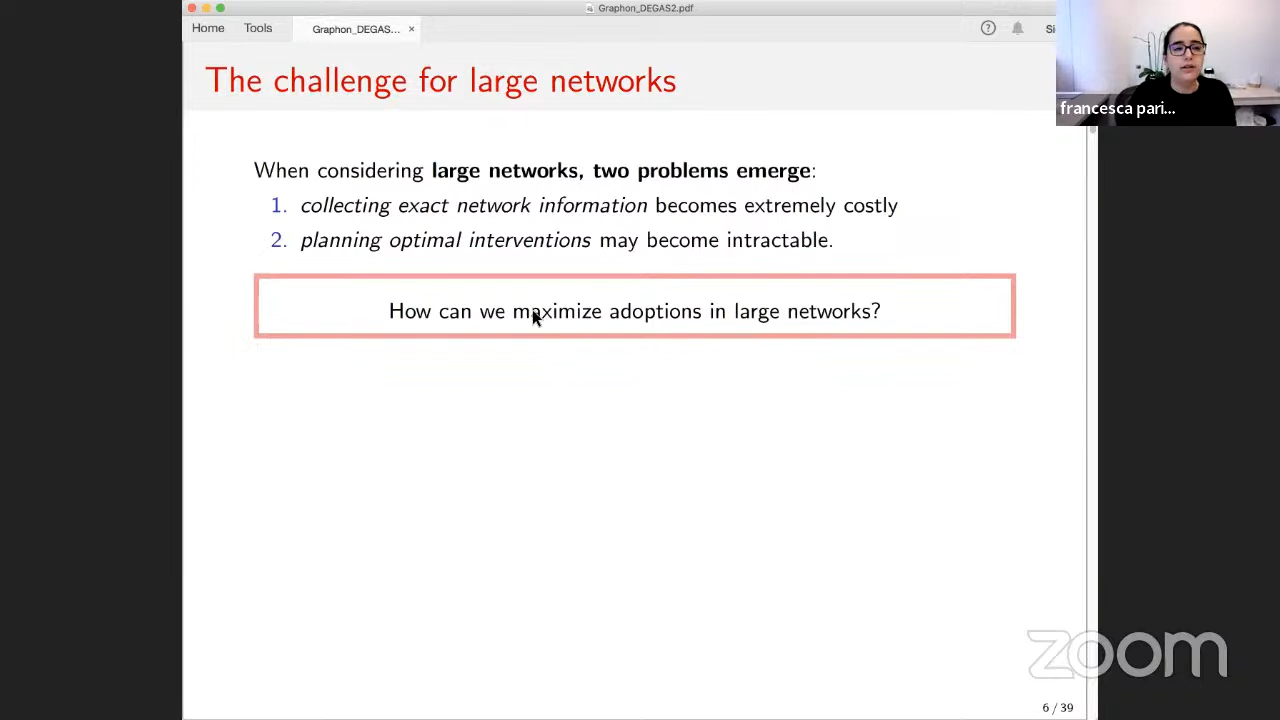 Graphon_DEGAS2.pdf
Home Tools Graphon_DEGAS... × ? Si
The challenge for large networks
francesca pari...
When considering large networks, two problems emerge:
1. collecting exact network information becomes extremely costly
2. planning optimal interventions may become intractable.
How can we maximize adoptions in large networks?
zoom
6 / 39